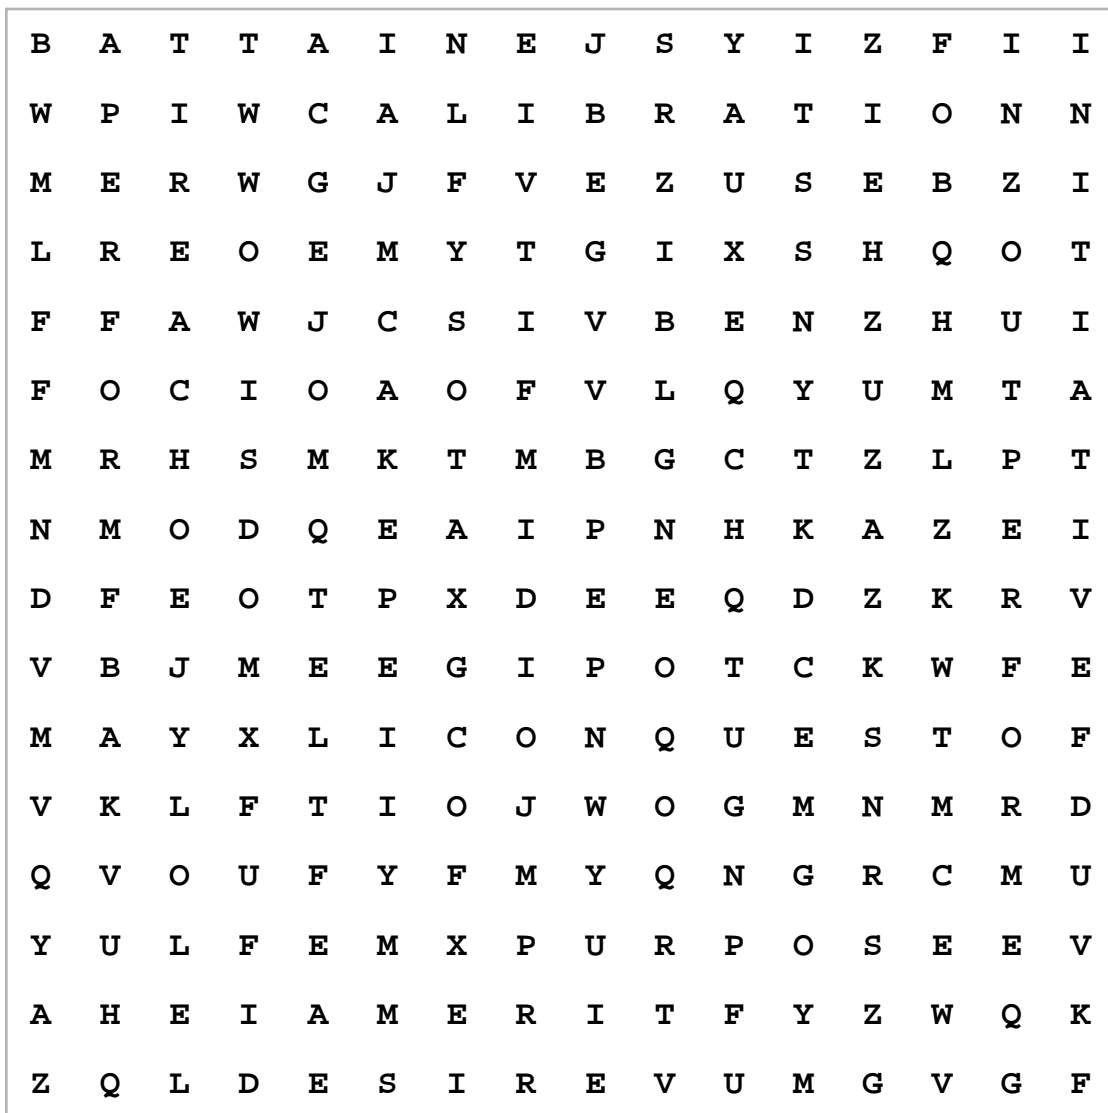 B A T T A I N E J S Y I Z F I I
W P I W C A L I B R A T I O N N
M E R W G J F V E Z U S E B Z I
L R E O E M Y T G I X S H Q O T
F F A W J C S I V B E N Z H U I
F O C I O A O F V L Q Y U M T A
M R H S M K T M B G C T Z L P T
N M O D Q E A I P N H K A Z E I
D F E O T P X D E E Q D Z K R V
V B J M E E G I P O T C K W F E
M A Y X L I C O N Q U E S T O F
V K L F T I O J W O G M N M R D
Q V O U F Y F M Y Q N G R C M U
Y U L F E M X P U R P O S E E V
A H E I A M E R I T F Y Z W Q K
Z Q L D E S I R E V U M G V G F